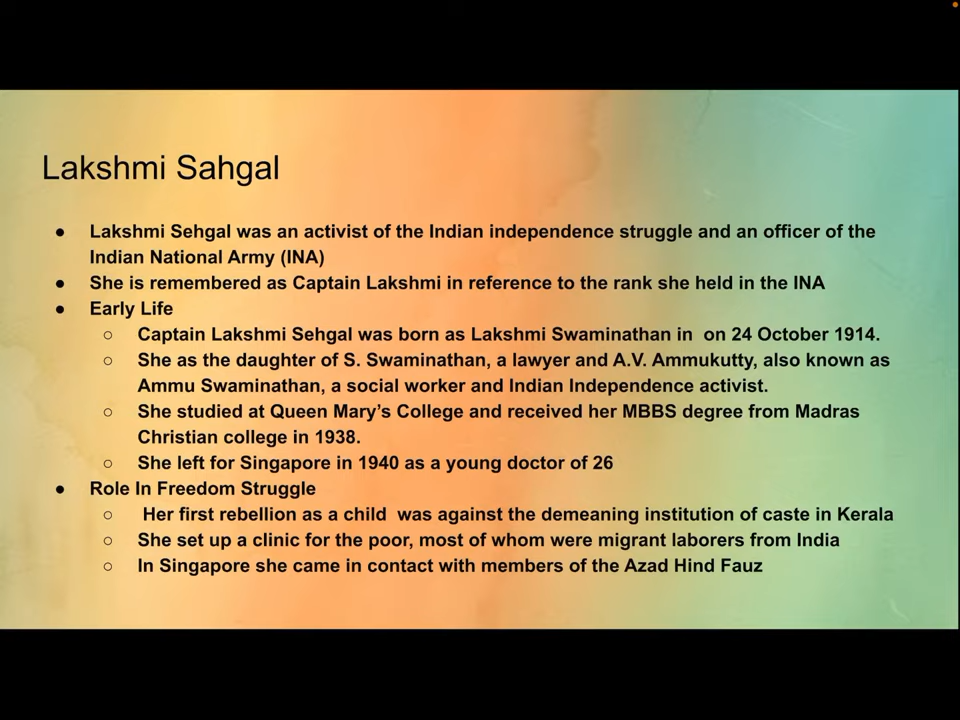 Lakshmi Sahgal
● Lakshmi Sehgal was an activist of the Indian independence struggle and an officer of the
Indian National Army (INA)
● She is remembered as Captain Lakshmi in reference to the rank she held in the INA
● Early Life
○ Captain Lakshmi Sehgal was born as Lakshmi Swaminathan in  on 24 October 1914.
○ She as the daughter of S. Swaminathan, a lawyer and A.V. Ammukutty, also known as
Ammu Swaminathan, a social worker and Indian Independence activist.
○ She studied at Queen Mary’s College and received her MBBS degree from Madras
Christian college in 1938.
○ She left for Singapore in 1940 as a young doctor of 26
● Role In Freedom Struggle
○ Her first rebellion as a child  was against the demeaning institution of caste in Kerala
○ She set up a clinic for the poor, most of whom were migrant laborers from India
○ In Singapore she came in contact with members of the Azad Hind Fauz